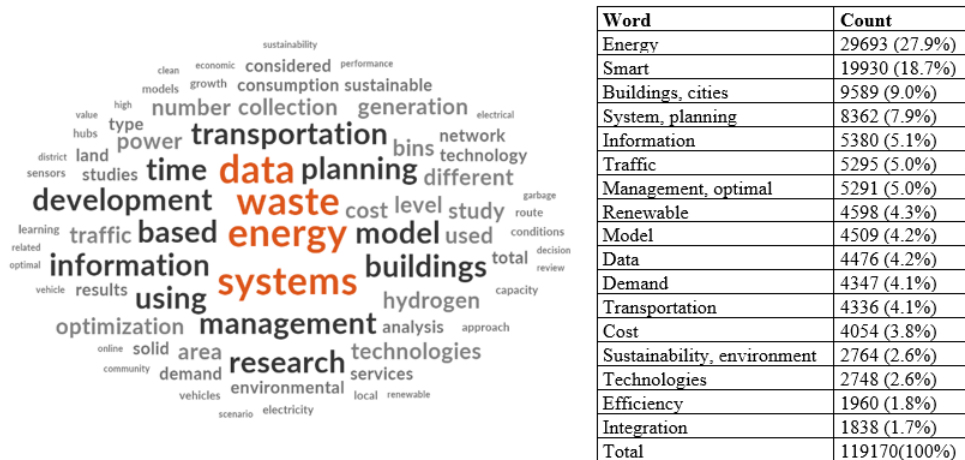 sustainability
clean economic considered performance
models growth consumption sustainable
value high number collection generation electrical
hubs type power transportation bins network
district land time data planning technology
sensors studies different
development waste cost level study garbage route
learning traffic based energy model used conditions
related decision
optimal information systems buildings total review
vehicle results using hydrogen capacity
optimization management analysis approach
online solid area research technologies
community demand services
vehicles environmental local renewable
scenario electricity
Word Count
Energy 29693 (27.9%)
Smart 19930 (18.7%)
Buildings, cities 9589 (9.0%)
System, planning 8362 (7.9%)
Information 5380 (5.1%)
Traffic 5295 (5.0%)
Management, optimal 5291 (5.0%)
Renewable 4598 (4.3%)
Model 4509 (4.2%)
Data 4476 (4.2%)
Demand 4347 (4.1%)
Transportation 4336 (4.1%)
Cost 4054 (3.8%)
Sustainability, environment 2764 (2.6%)
Technologies 2748 (2.6%)
Efficiency 1960 (1.8%)
Integration 1838 (1.7%)
Total 119170(100%)